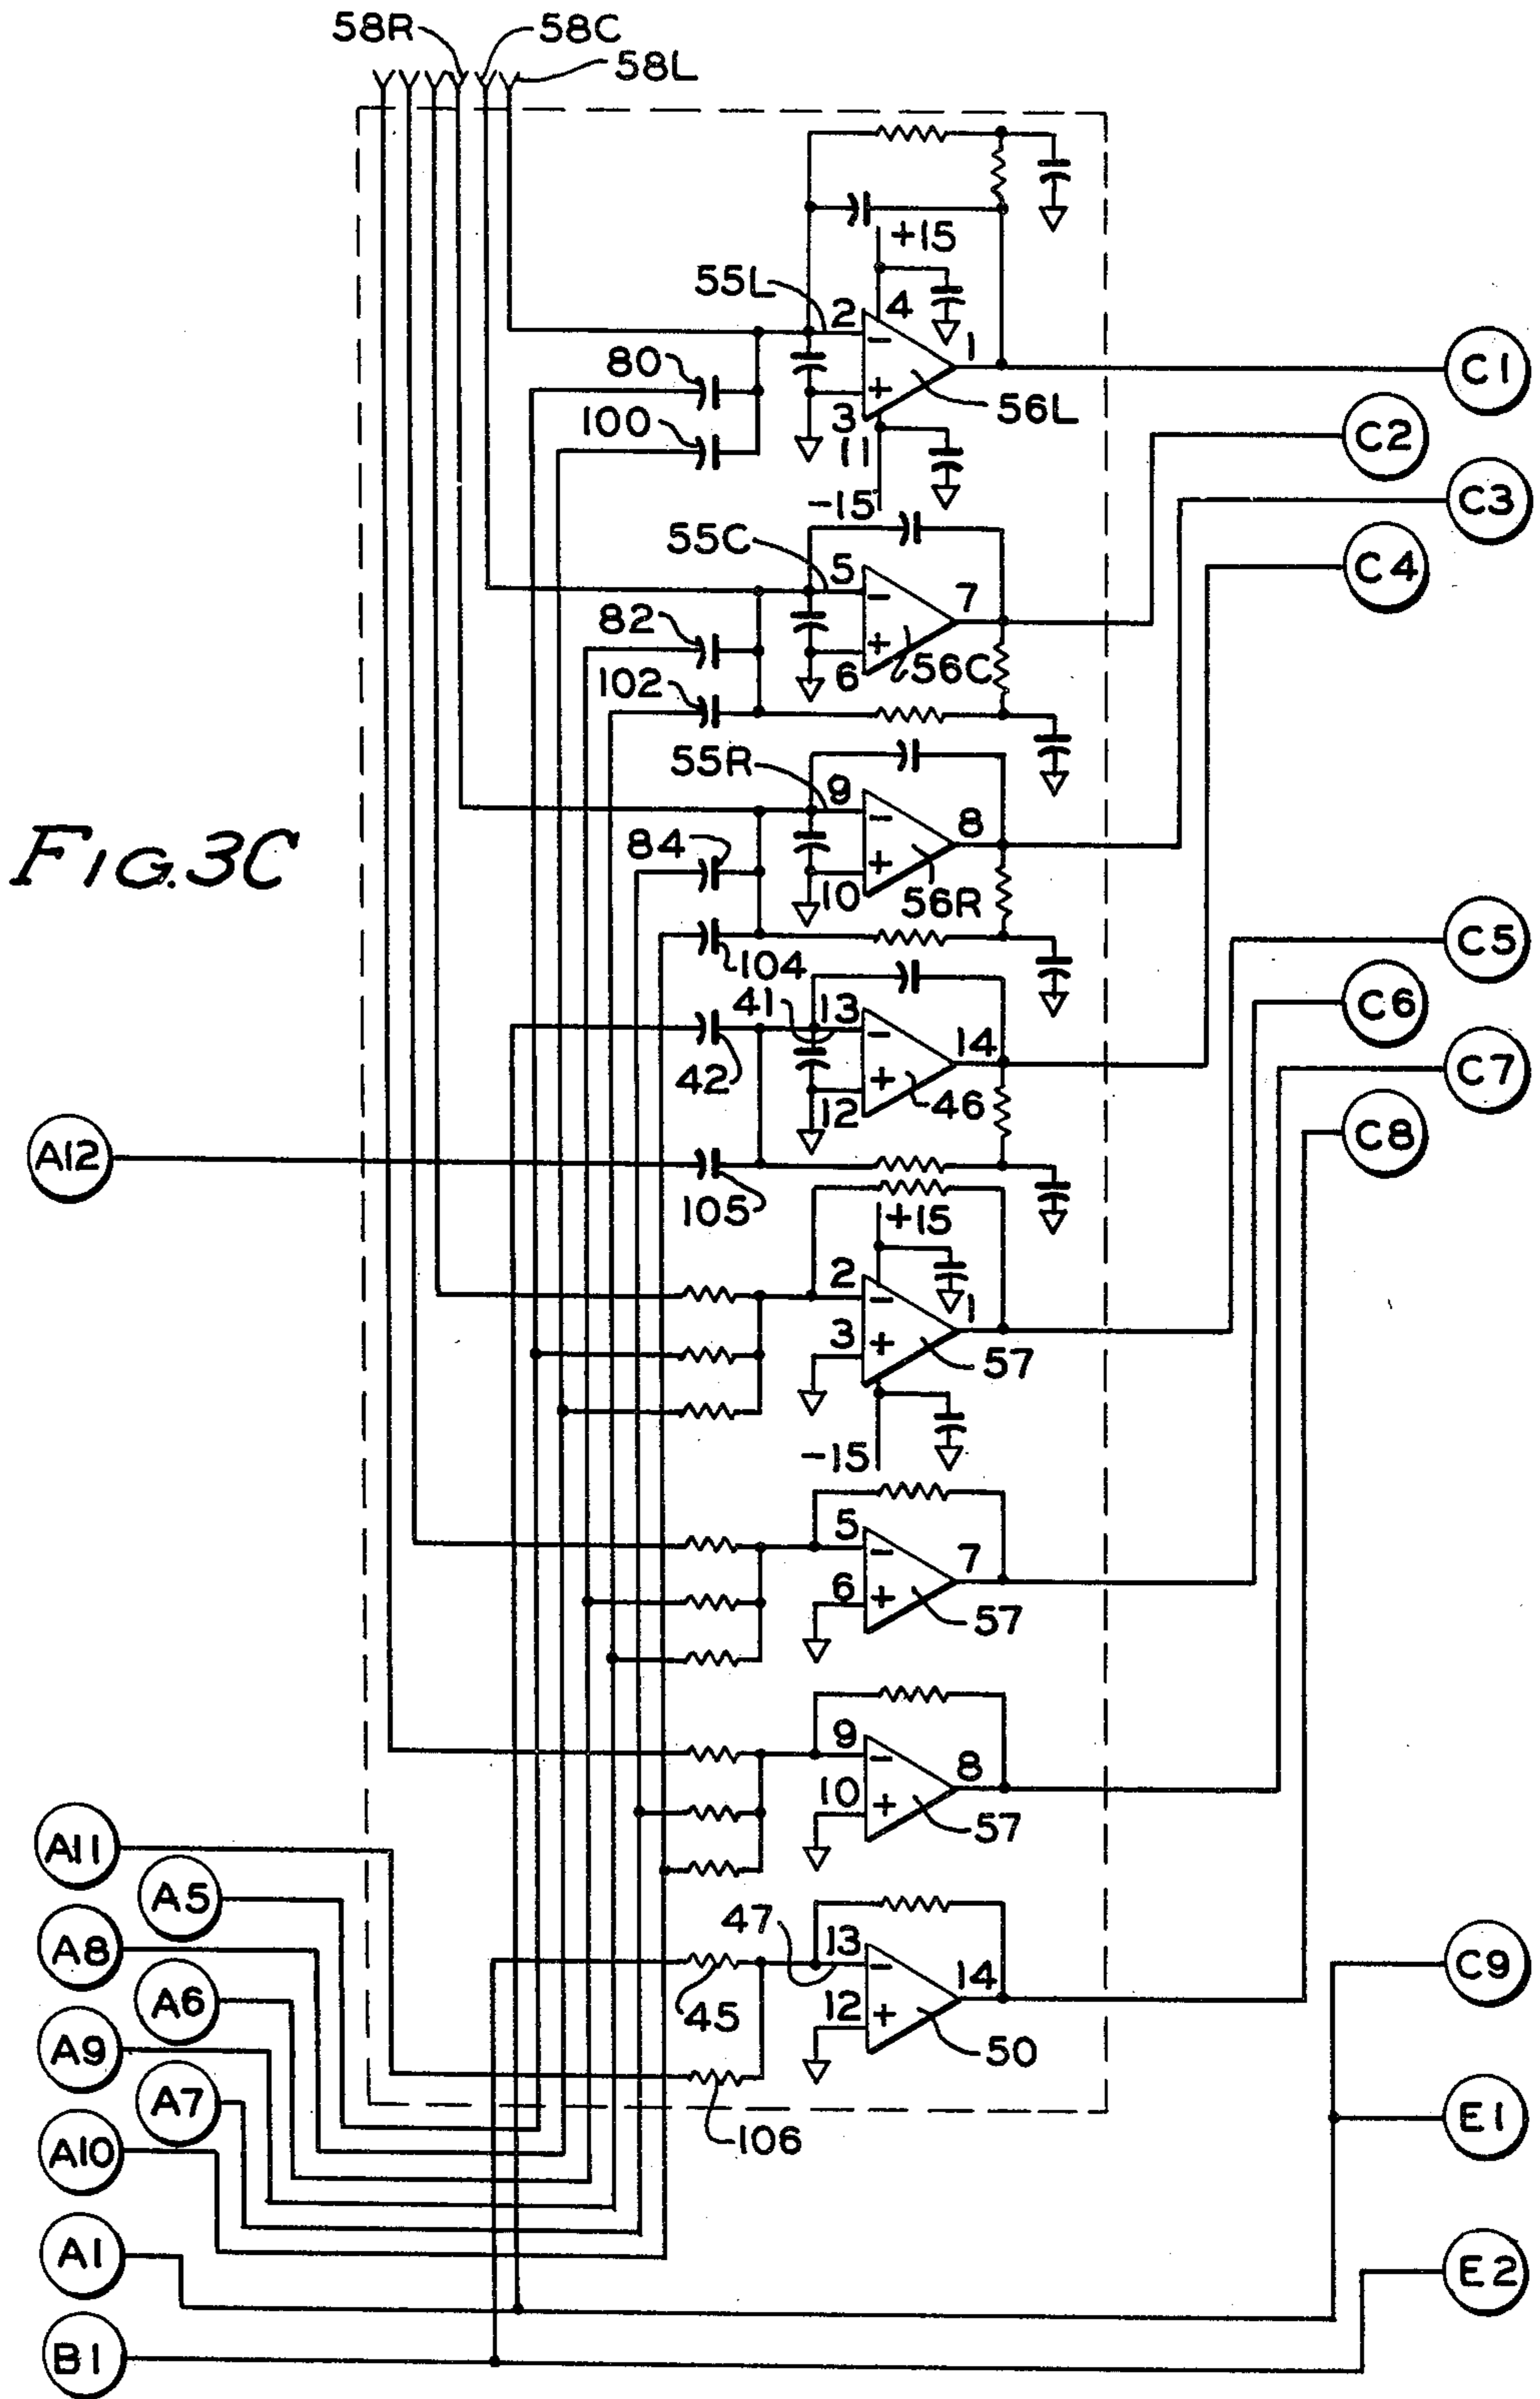 58R 58C
58L
+15
55L 2 4
− 1
80 C1
+
100 3 56L
11 C2
−15
C3
55C 5
− 7 C4
82
+
6 56C
102
55R 9
− 8
FIG. 3C
84
+
10 56R
104 C5
41 13
− 14 C6
42
+
12 46 C7
A12 C8
105
+15
2
− 1
3 +
57
−15
5
− 7
6 +
57
9
− 8
10 +
57
A11
A5
47 13
A8 − 14 C9
A6 45 12 +
A9 50
A7
106 E1
A10
A1 E2
B1